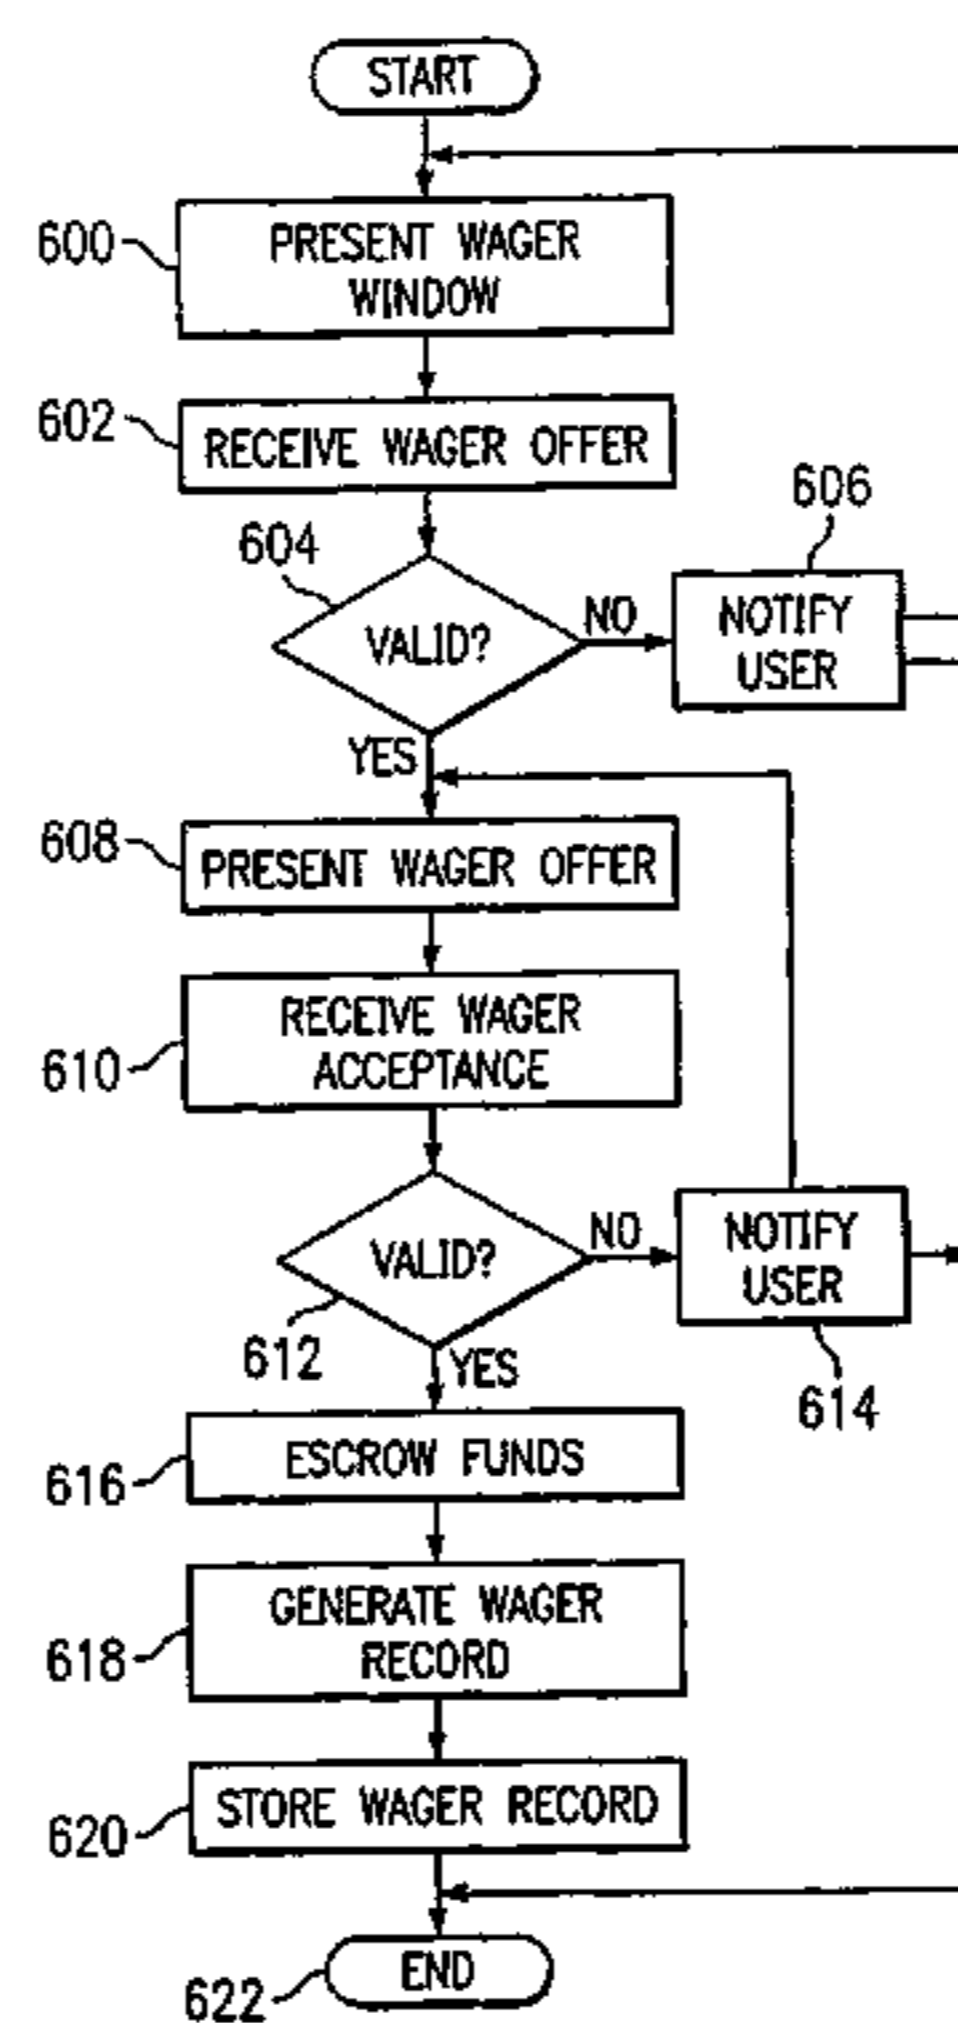 START
600
PRESENT WAGER
WINDOW
602
RECEIVE WAGER OFFER
604
VALID?
NO
606
NOTIFY
USER
YES
608
PRESENT WAGER OFFER
610
RECEIVE WAGER
ACCEPTANCE
612
VALID?
NO
NOTIFY
USER
614
YES
616
ESCROW FUNDS
618
GENERATE WAGER
RECORD
620
STORE WAGER RECORD
622
END